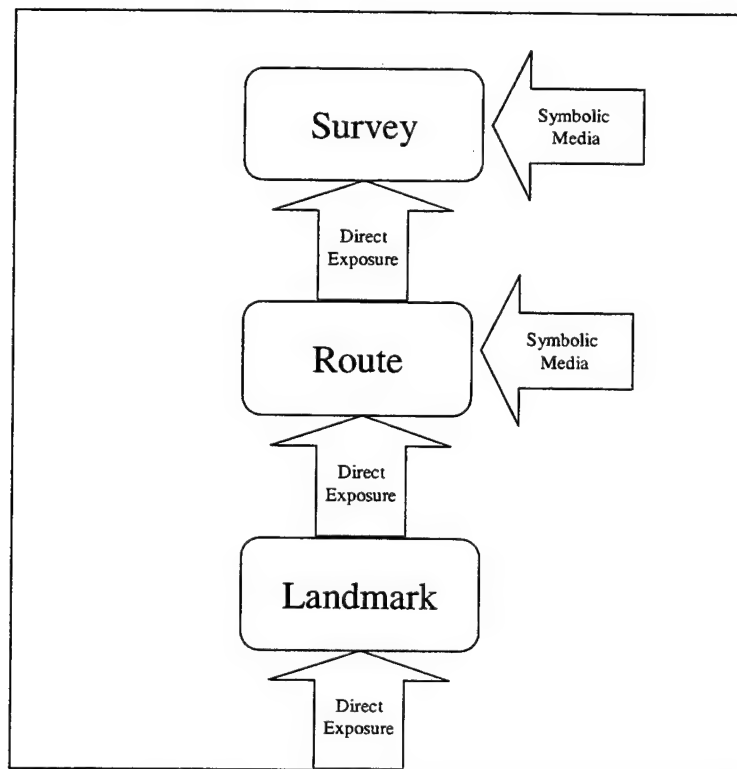 Survey
Symbolic
Media
Direct
Exposure
Route
Symbolic
Media
Direct
Exposure
Landmark
Direct
Exposure